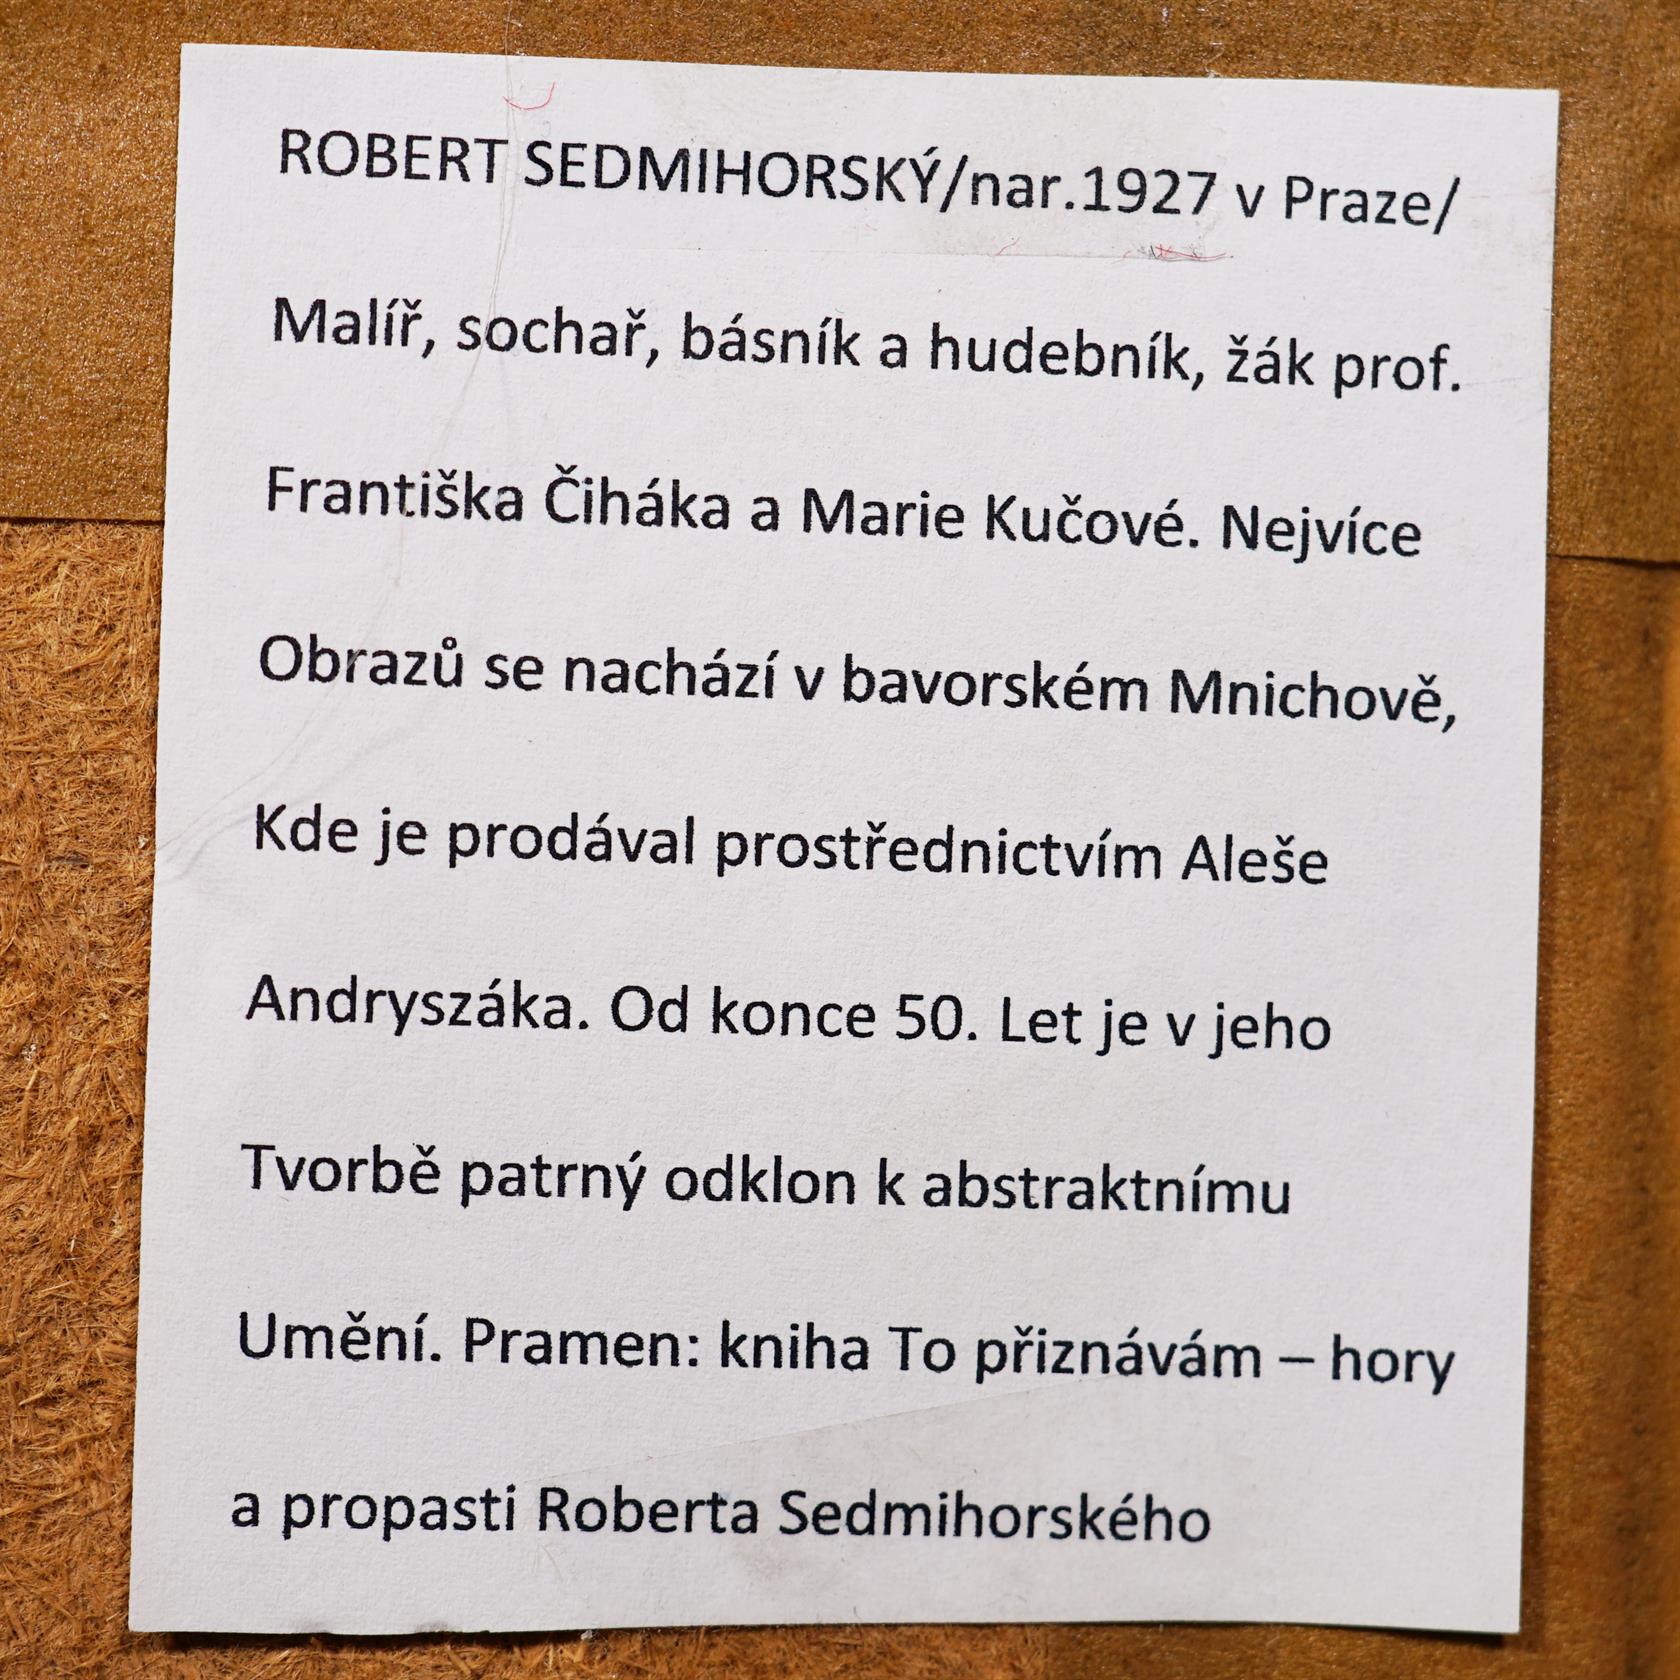 ROBERT SEDMIHORSKÝ/nar.1927 v Praze/
Malíř, sochař, básník a hudebník, žák prof.
Františka Čiháka a Marie Kučové. Nejvíce
Obrazů se nachází v bavorském Mnichově,
Kde je prodával prostřednictvím Aleše
Andryszáka. Od konce 50. Let je v jeho
Tvorbě patrný odklon k abstraktnímu
Umění. Pramen: kniha To přiznávám – hory
a propasti Roberta Sedmihorského